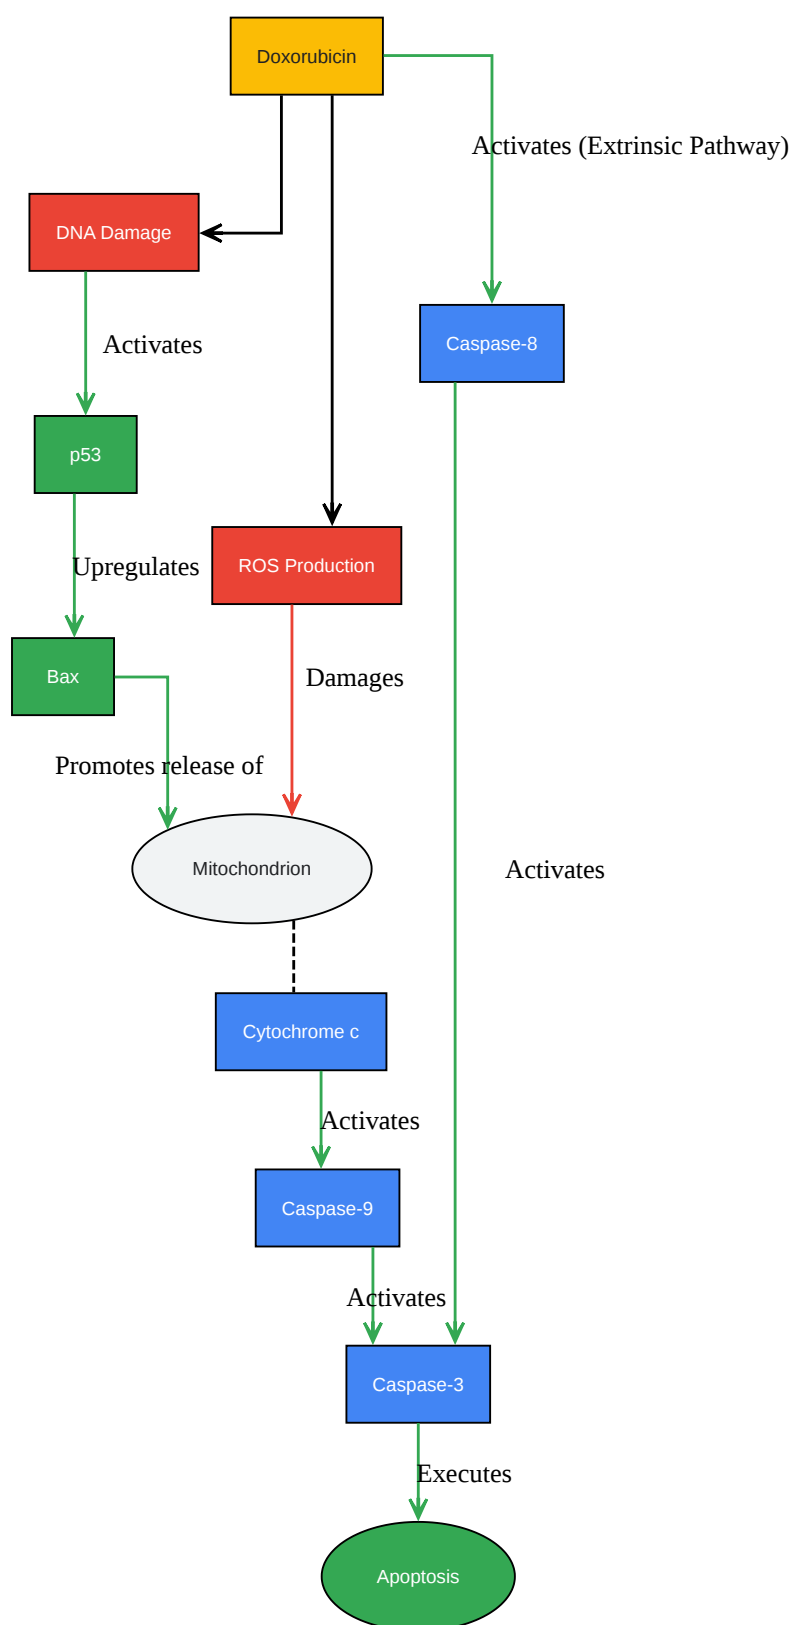 Doxorubicin
Activates (Extrinsic Pathway)
DNA Damage
Activates
Caspase-8
p53
Upregulates
ROS Production
Bax
Damages
Promotes release of
Mitochondrion
Activates
Cytochrome c
Activates
Caspase-9
Activates
Caspase-3
Executes
Apoptosis